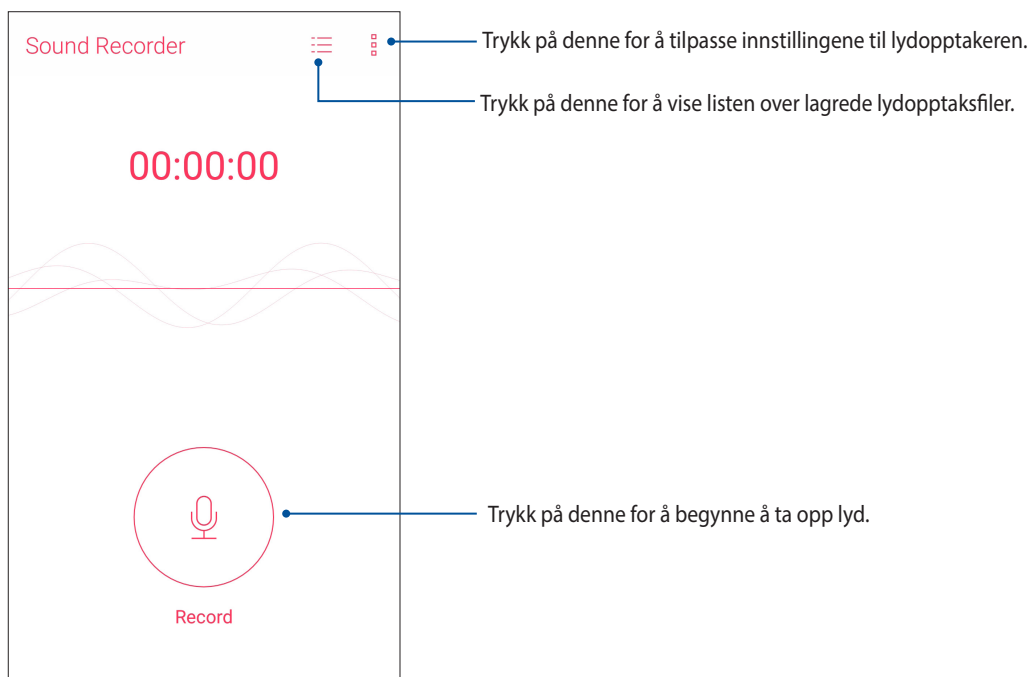 Sound Recorder
Trykk på denne for å tilpasse innstillingene til lydopptakeren.
Trykk på denne for å vise listen over lagrede lydopptaksfiler.
00:00:00
Trykk på denne for å begynne å ta opp lyd.
Record